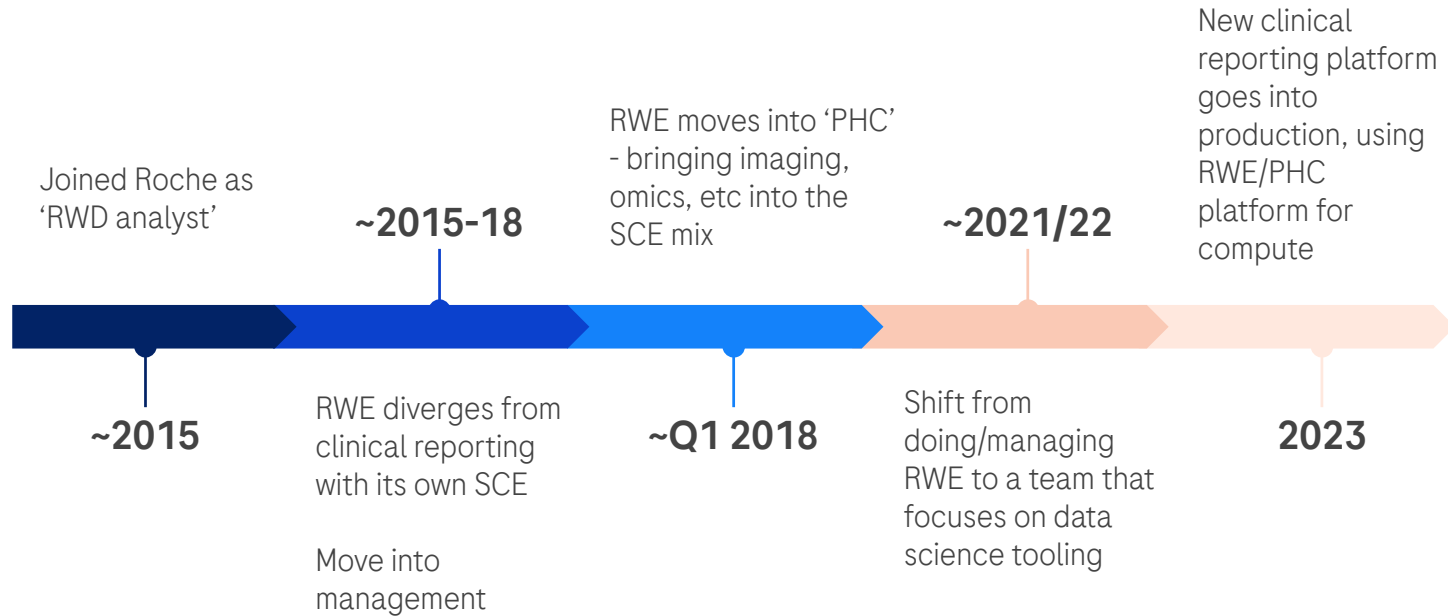 Joined Roche as
‘RWD analyst’
~2015
~2015-18
RWE diverges from
clinical reporting
with its own SCE
Move into
management
RWE moves into ‘PHC’
- bringing imaging,
omics, etc into the
SCE mix
~Q1 2018
~2021/22
Shift from
doing/managing
RWE to a team that
focuses on data
science tooling
New clinical
reporting platform
goes into
production, using
RWE/PHC
platform for
compute
2023